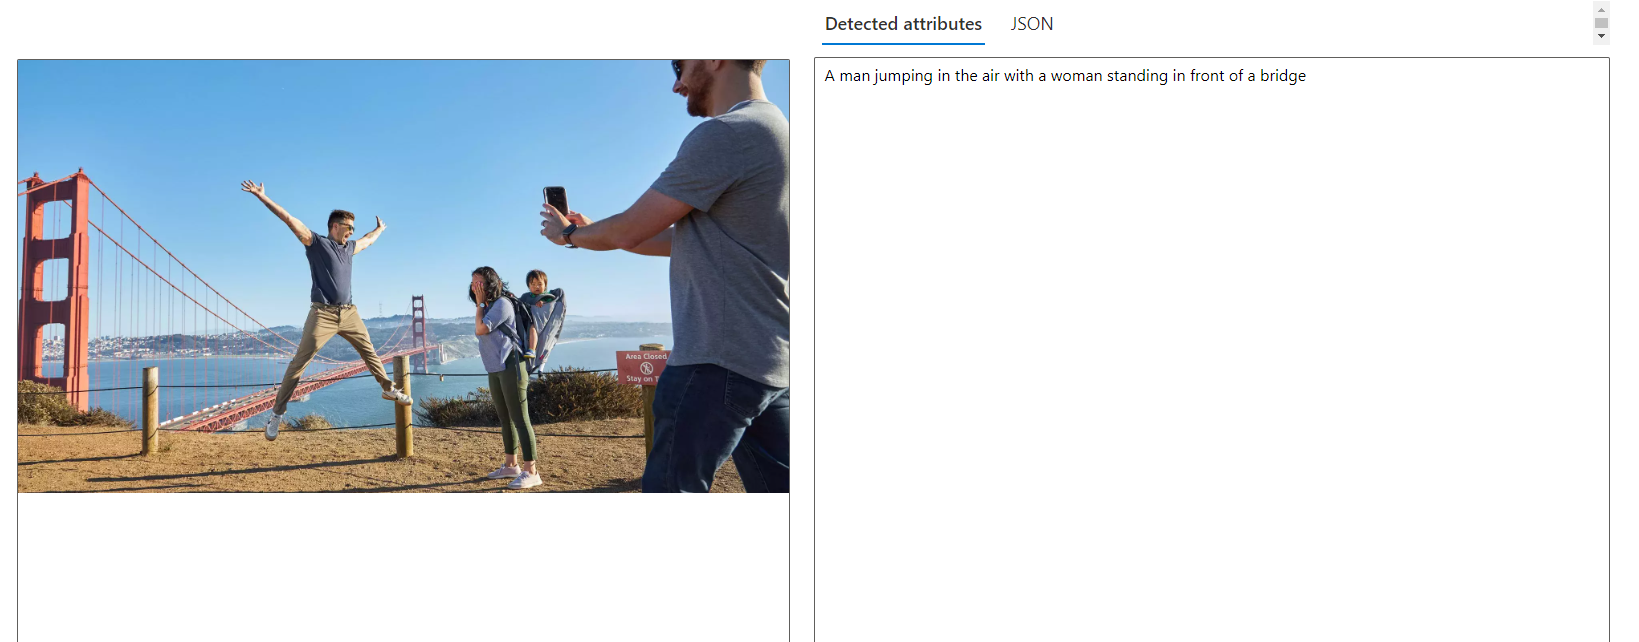 Detected attributes
JSON
A man jumping in the air with a woman standing in front of a bridge
Area Closed
Stay on